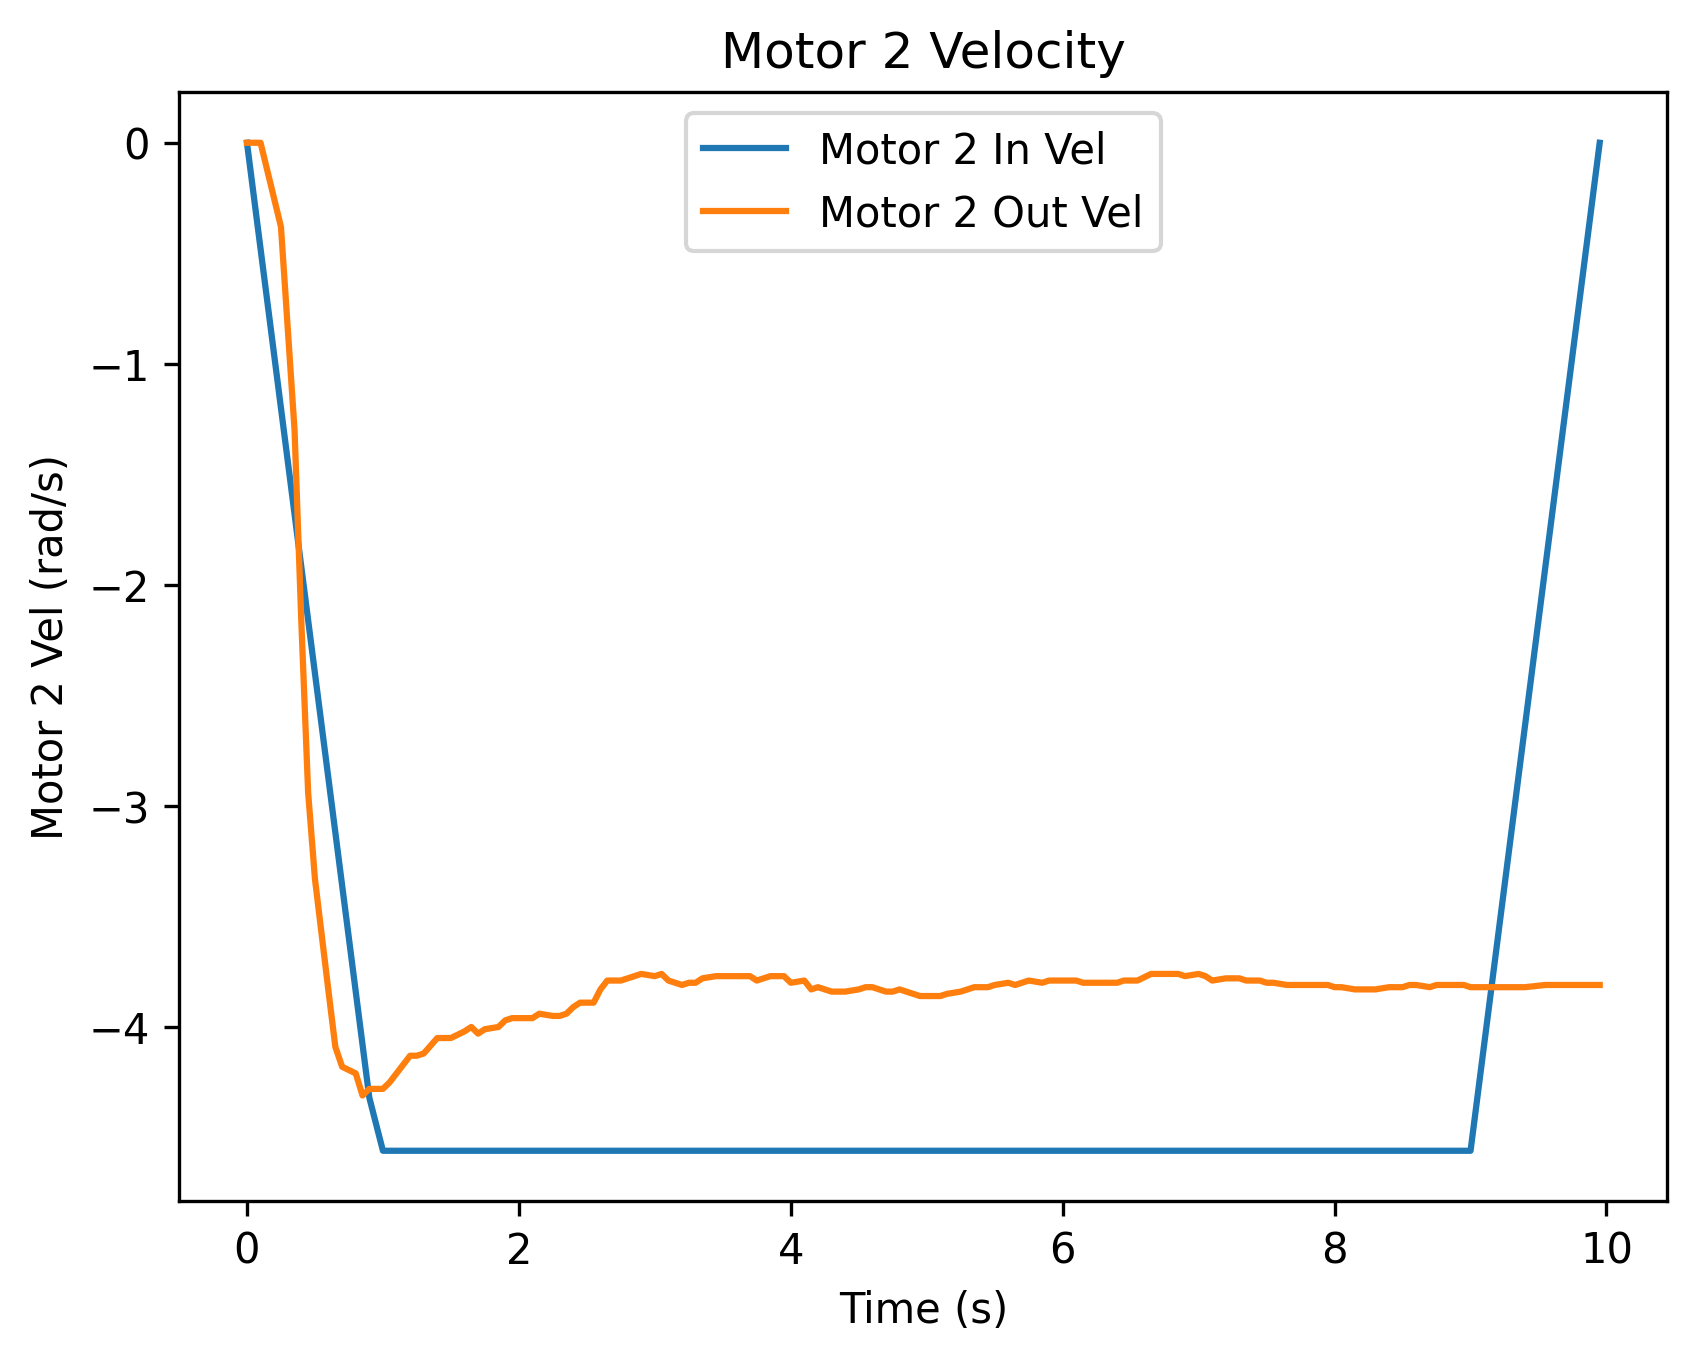 Motor 2 Velocity
Motor 2 In Vel
Motor 2 Out Vel
Motor 2 Vel (rad/s)
0
−1
−2
−3
−4
0 2 4 6 8 10
Time (s)